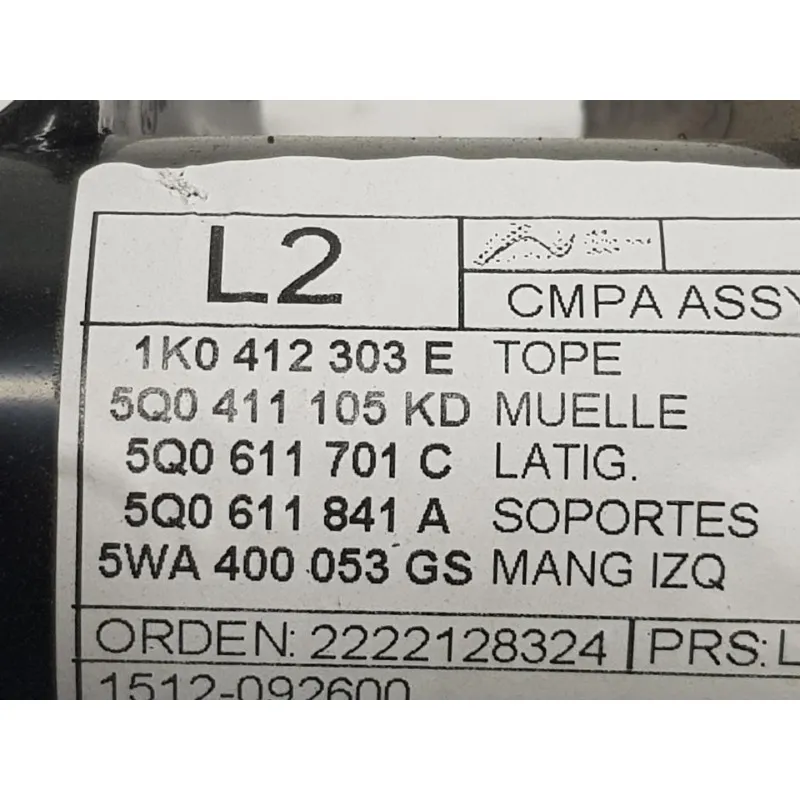 L2
CMPA ASSY
1K0 412 303 E TOPE
5Q0 411 105 KD MUELLE
5Q0 611 701 C LATIG.
5Q0 611 841 A SOPORTES
5WA 400 053 GS MANG IZQ
ORDEN: 2222128324 PRS: L
1512-092600